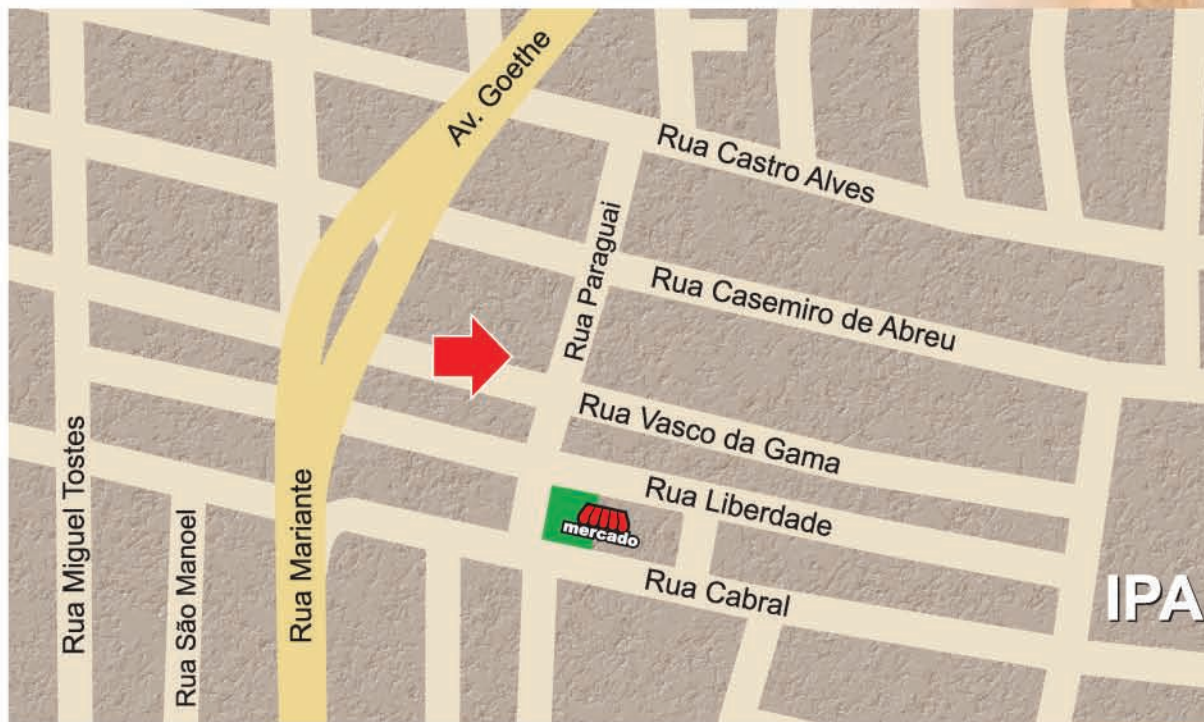 Av. Goethe
Rua Castro Alves
Rua Paraguai
Rua Casemiro de Abreu
Rua Vasco da Gama
Rua Liberdade
mercado
Rua Cabral
IPA
Rua Miguel Tostes
Rua São Manoel
Rua Mariante